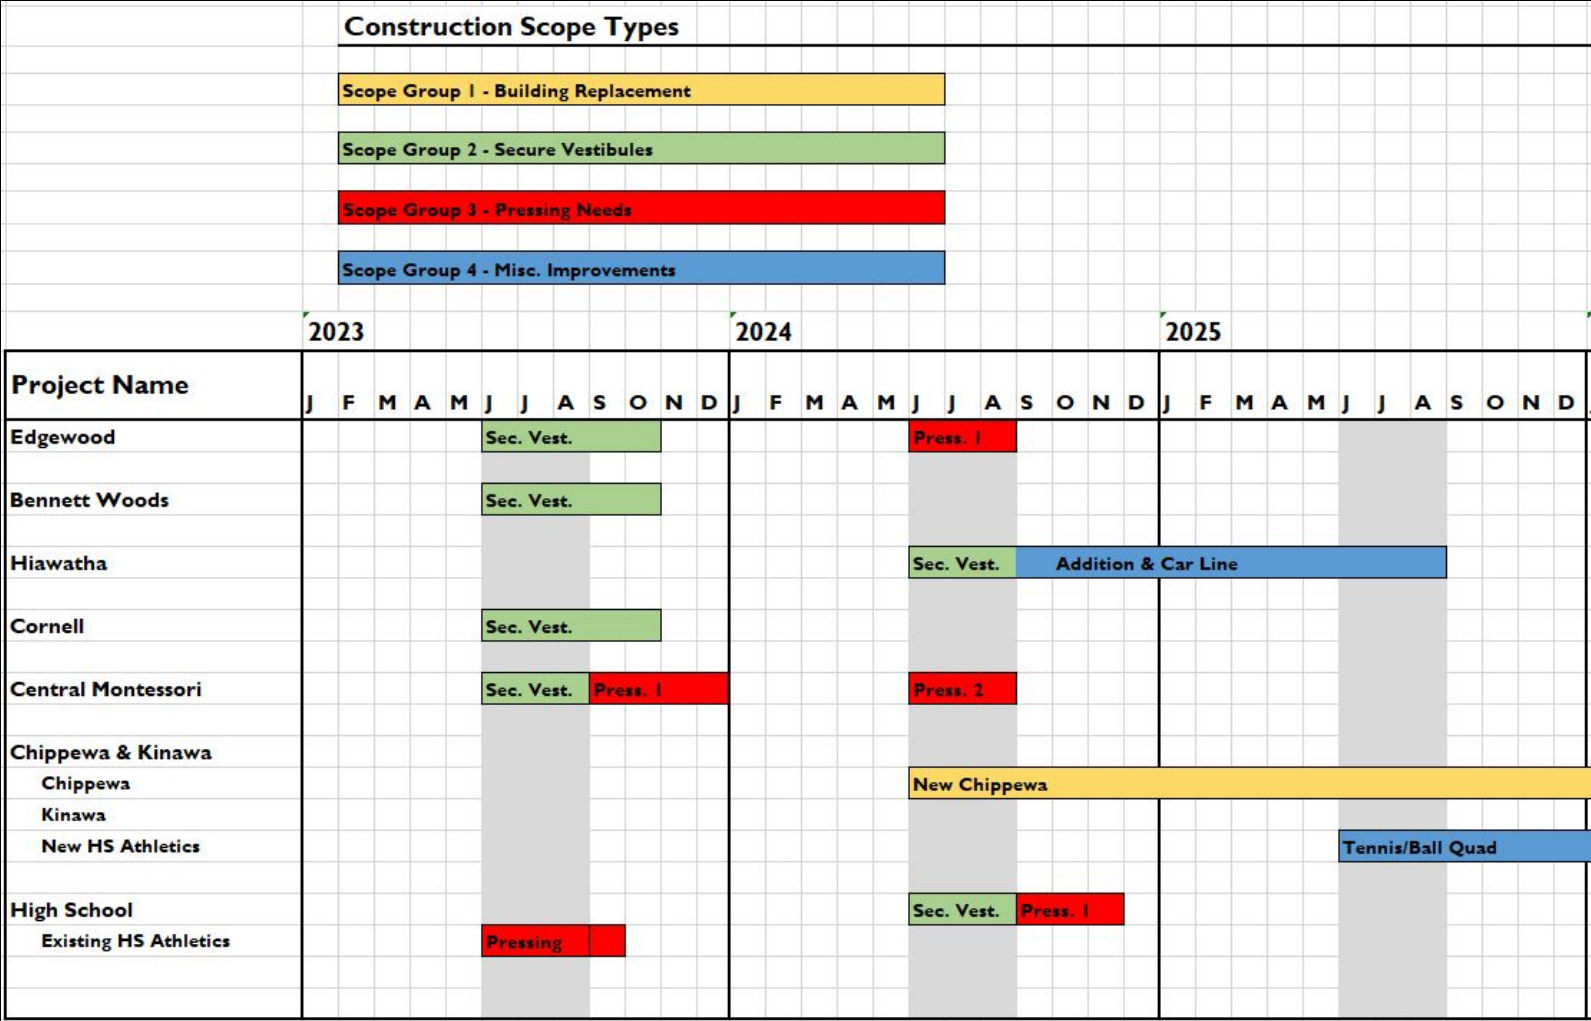 Construction Scope Types
Scope Group 1 - Building Replacement
Scope Group 2 - Secure Vestibules
Scope Group 3 - Pressing Needs
Scope Group 4 - Misc. Improvements
2023 2024 2025
Project Name J F M A M J J A S O N D J F M A M J J A S O N D J F M A M J J A S O N D
Edgewood Sec. Vest. Press. 1
Bennett Woods Sec. Vest.
Hiawatha Sec. Vest. Addition & Car Line
Cornell Sec. Vest.
Central Montessori Sec. Vest. Press. 1 Press. 2
Chippewa & Kinawa
Chippewa New Chippewa
Kinawa
New HS Athletics Tennis/Ball Quad
High School Sec. Vest. Press. 1
Existing HS Athletics Pressing